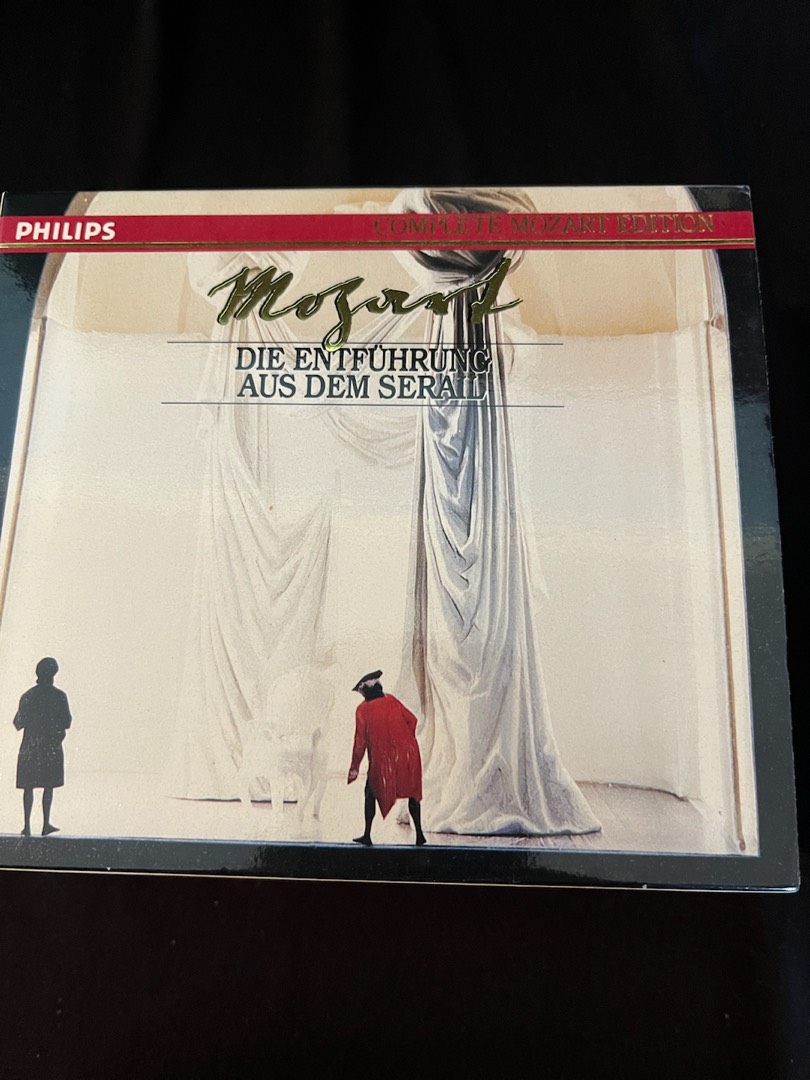 PHILIPS COMPLETE MOZART EDITION
Mozart
DIE ENTFÜHRUNG
AUS DEM SERAIL